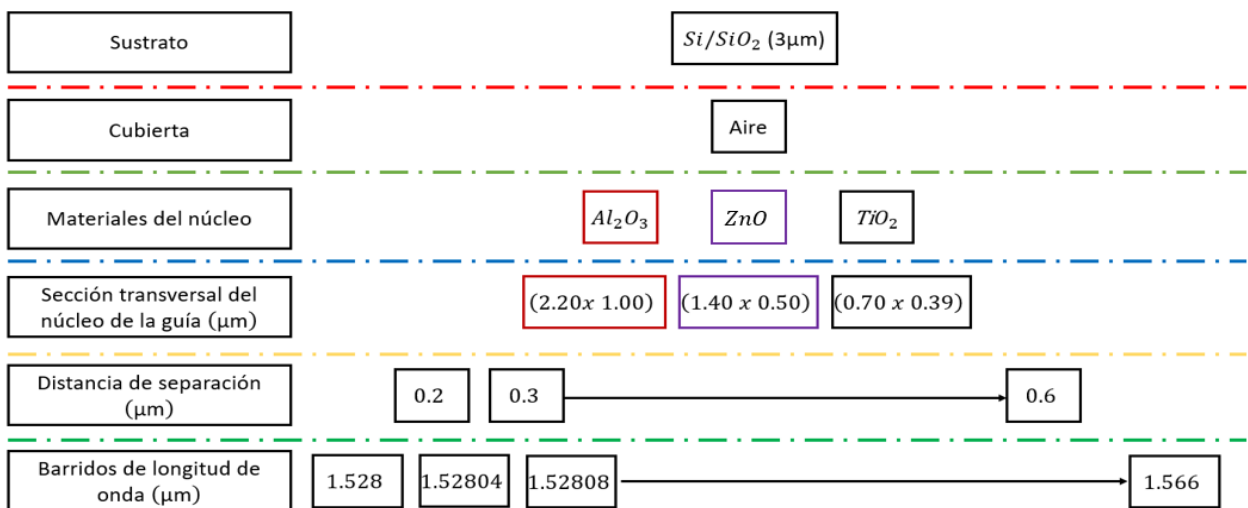 Sustrato
Si/SiO₂ (3μm)
Cubierta
Aire
Materiales del núcleo
Al₂O₃
ZnO
TiO₂
Sección transversal del
núcleo de la guía (μm)
(2.20x 1.00)
(1.40 x 0.50)
(0.70 x 0.39)
Distancia de separación
(μm)
0.2
0.3
0.6
Barridos de longitud de
onda (μm)
1.528
1.52804
1.52808
1.566